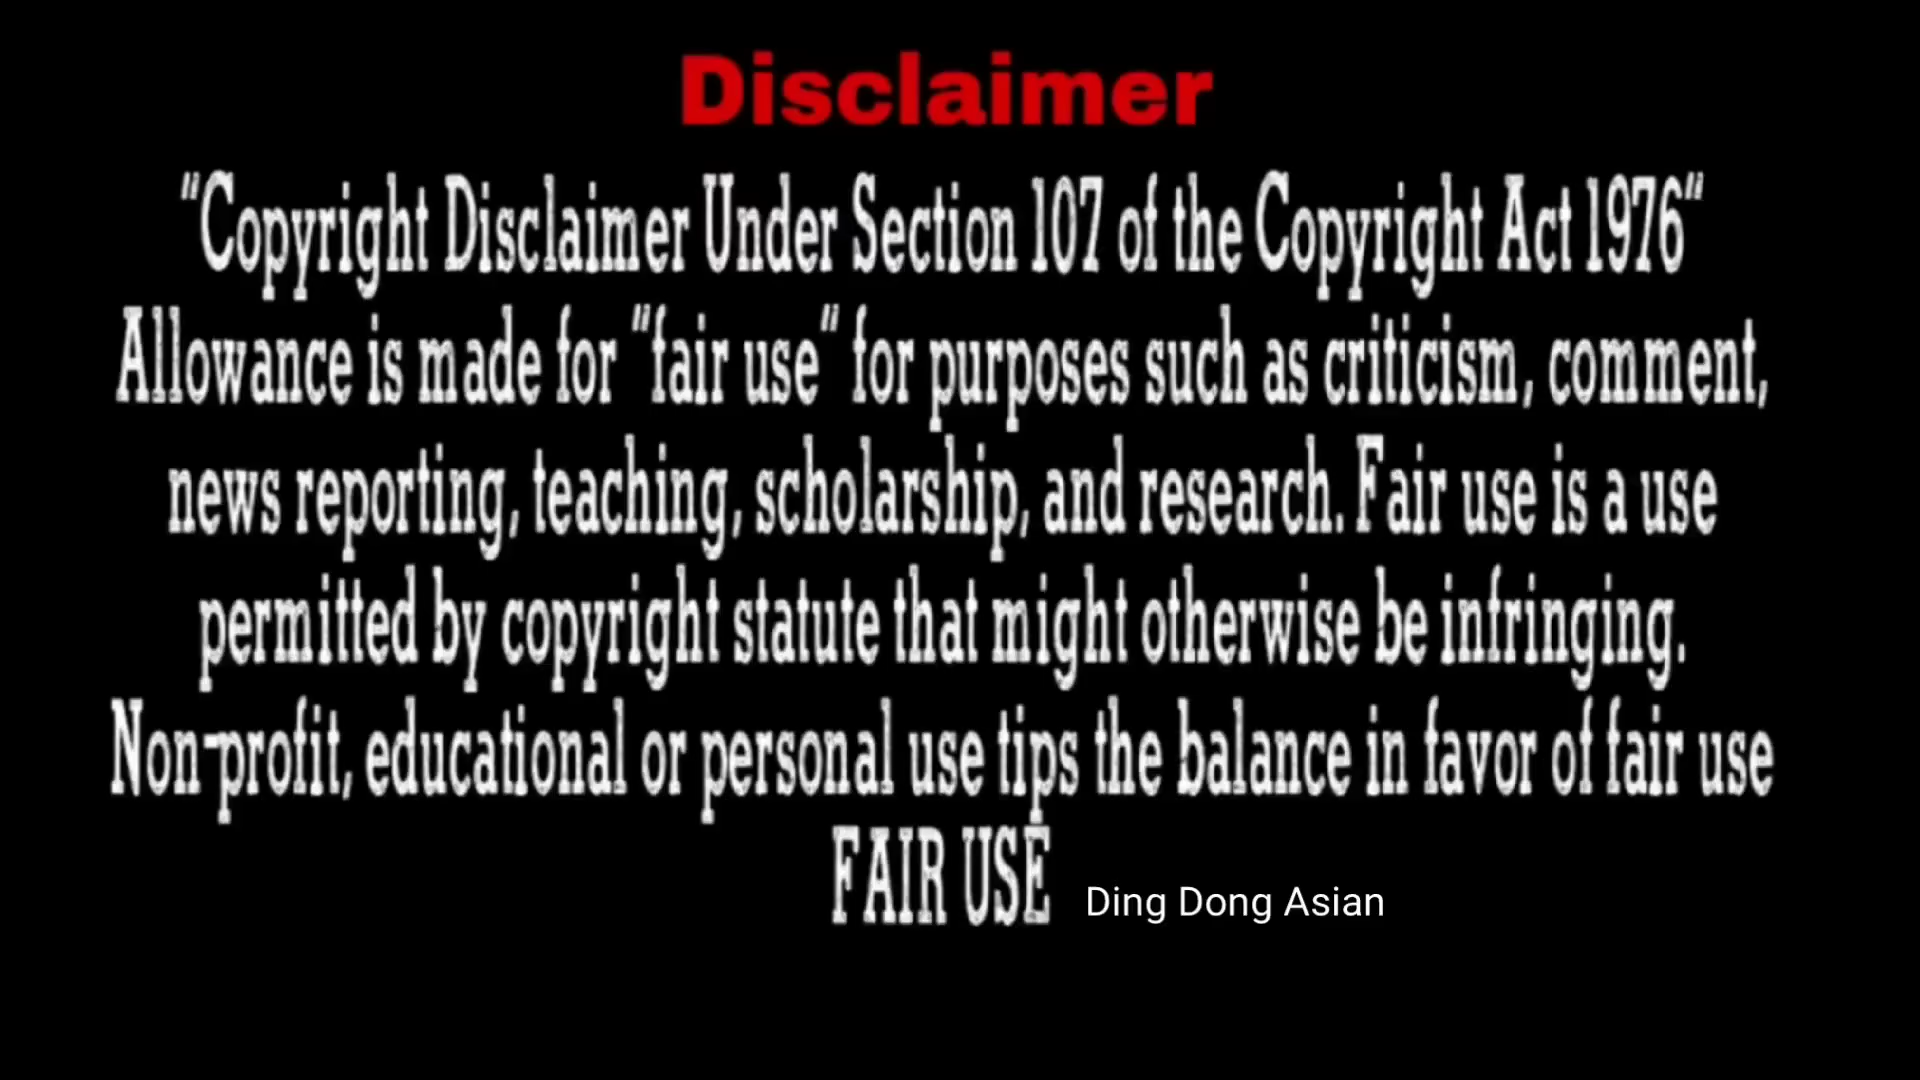 Disclaimer
“Copyright Disclaimer Under Section 107 of the Copyright Act 1976“
Allowance is made for “fair use“ for purposes such as criticism, comment,
news reporting, teaching, scholarship, and research. Fair use is a use
permitted by copyright statute that might otherwise be infringing.
Non-profit, educational or personal use tips the balance in favor of fair use
FAIR USE
Ding Dong Asian